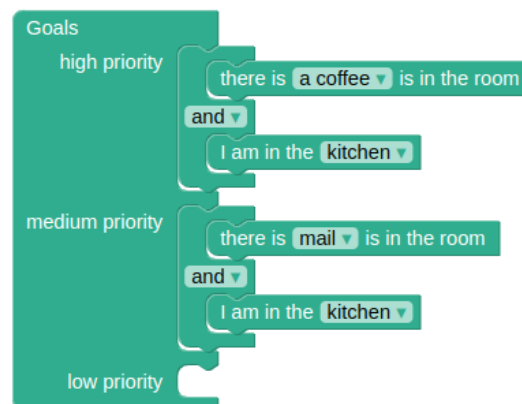 Goals
high priority
there is a coffee ▾ is in the room
and ▾
I am in the kitchen ▾
medium priority
there is mail ▾ is in the room
and ▾
I am in the kitchen ▾
low priority